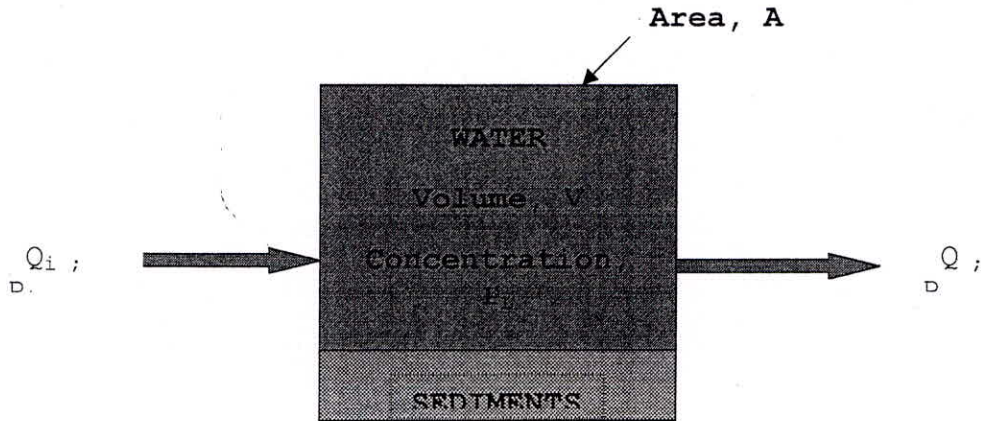 Area, A
WATER
Volume, V
Concentration,
Qi ;
Q ;
SEDIMENTS